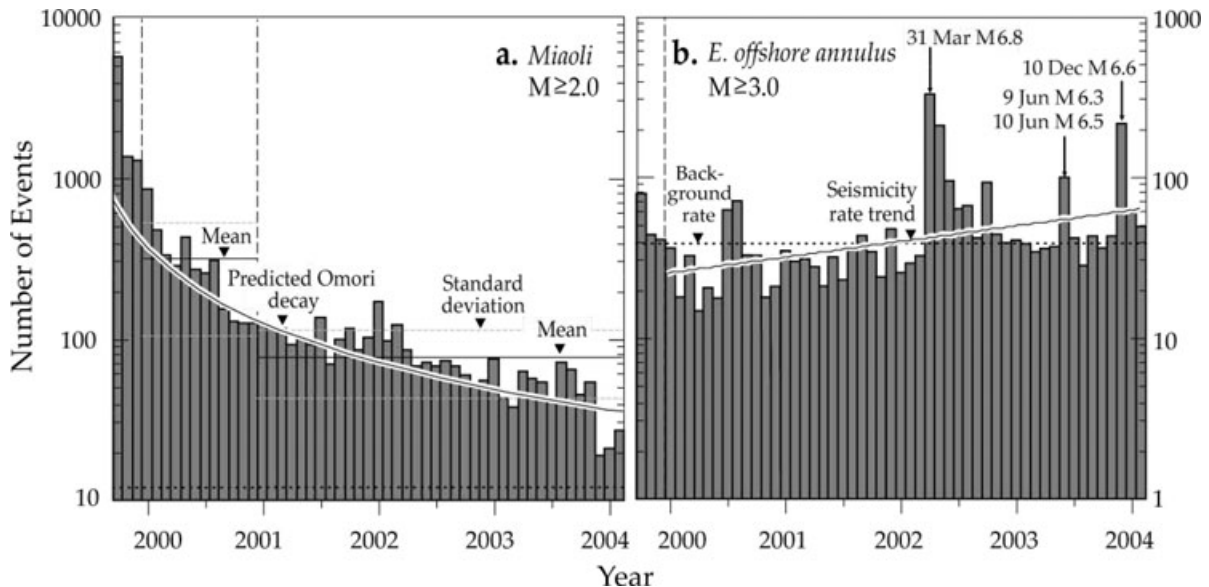 10000
1000
100
10
Number of Events
a. Miaoli
M≥2.0
Mean
Predicted Omori
decay
Standard
deviation
Mean
2000 2001 2002 2003 2004
b. E. offshore annulus
M≥3.0
31 Mar M6.8
10 Dec M6.6
9 Jun M6.3
10 Jun M6.5
Back-
ground
rate
Seismicity
rate trend
1000
100
10
1
2000 2001 2002 2003 2004
Year